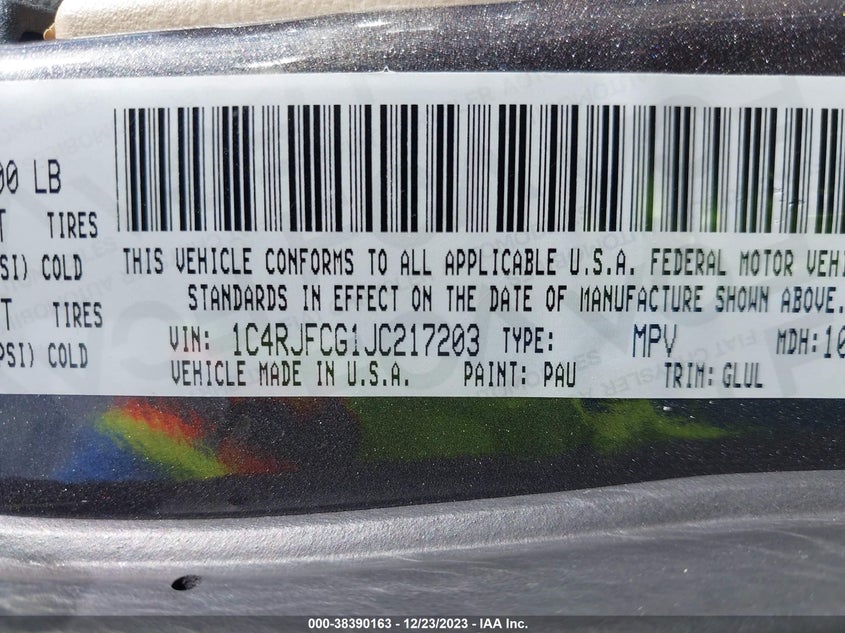 00 LB
TIRES
SI) COLD
THIS VEHICLE CONFORMS TO ALL APPLICABLE U.S.A. FEDERAL MOTOR VEHI
STANDARDS IN EFFECT ON THE DATE OF MANUFACTURE SHOWN ABOVE.
T TIRES
VIN: 1C4RJFCG1JC217203 TYPE: MPV MDH:10
PSI) COLD
VEHICLE MADE IN U.S.A. PAINT: PAU TRIM: GLUL
000-38390163 - 12/23/2023 - IAA Inc.